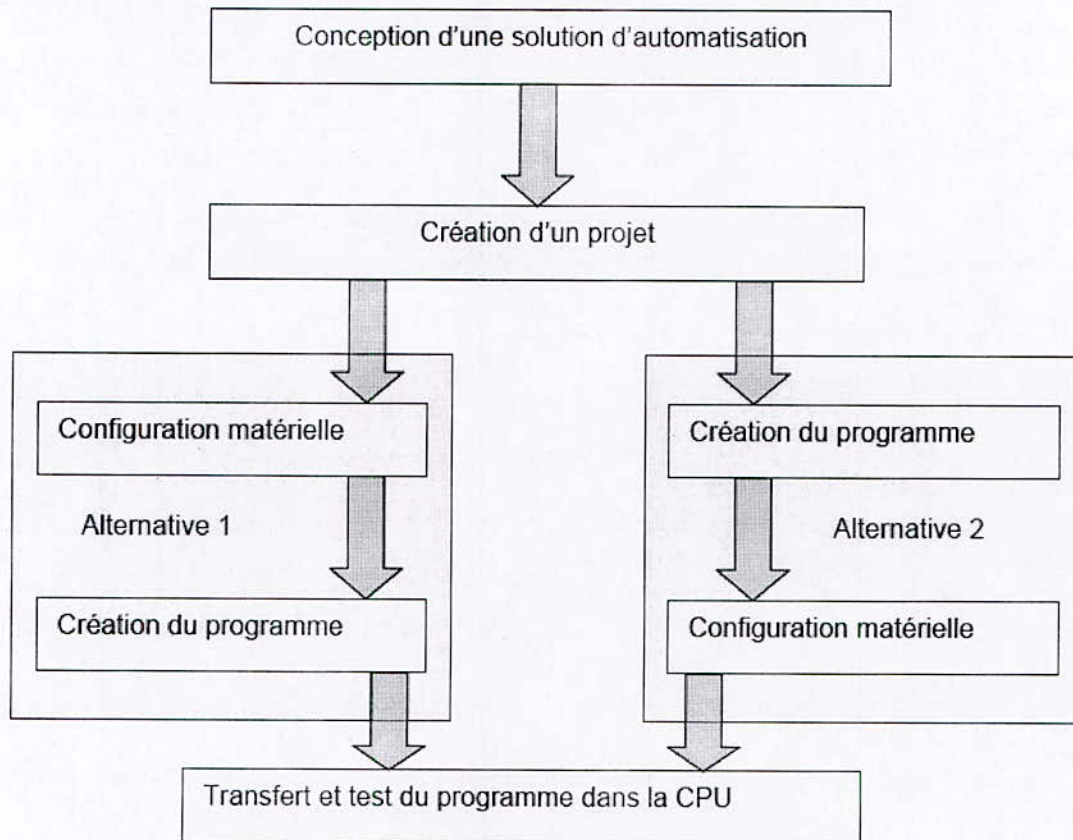 Conception d'une solution d'automatisation
Création d'un projet
Configuration matérielle
Alternative 1
Création du programme
Création du programme
Alternative 2
Configuration matérielle
Transfert et test du programme dans la CPU